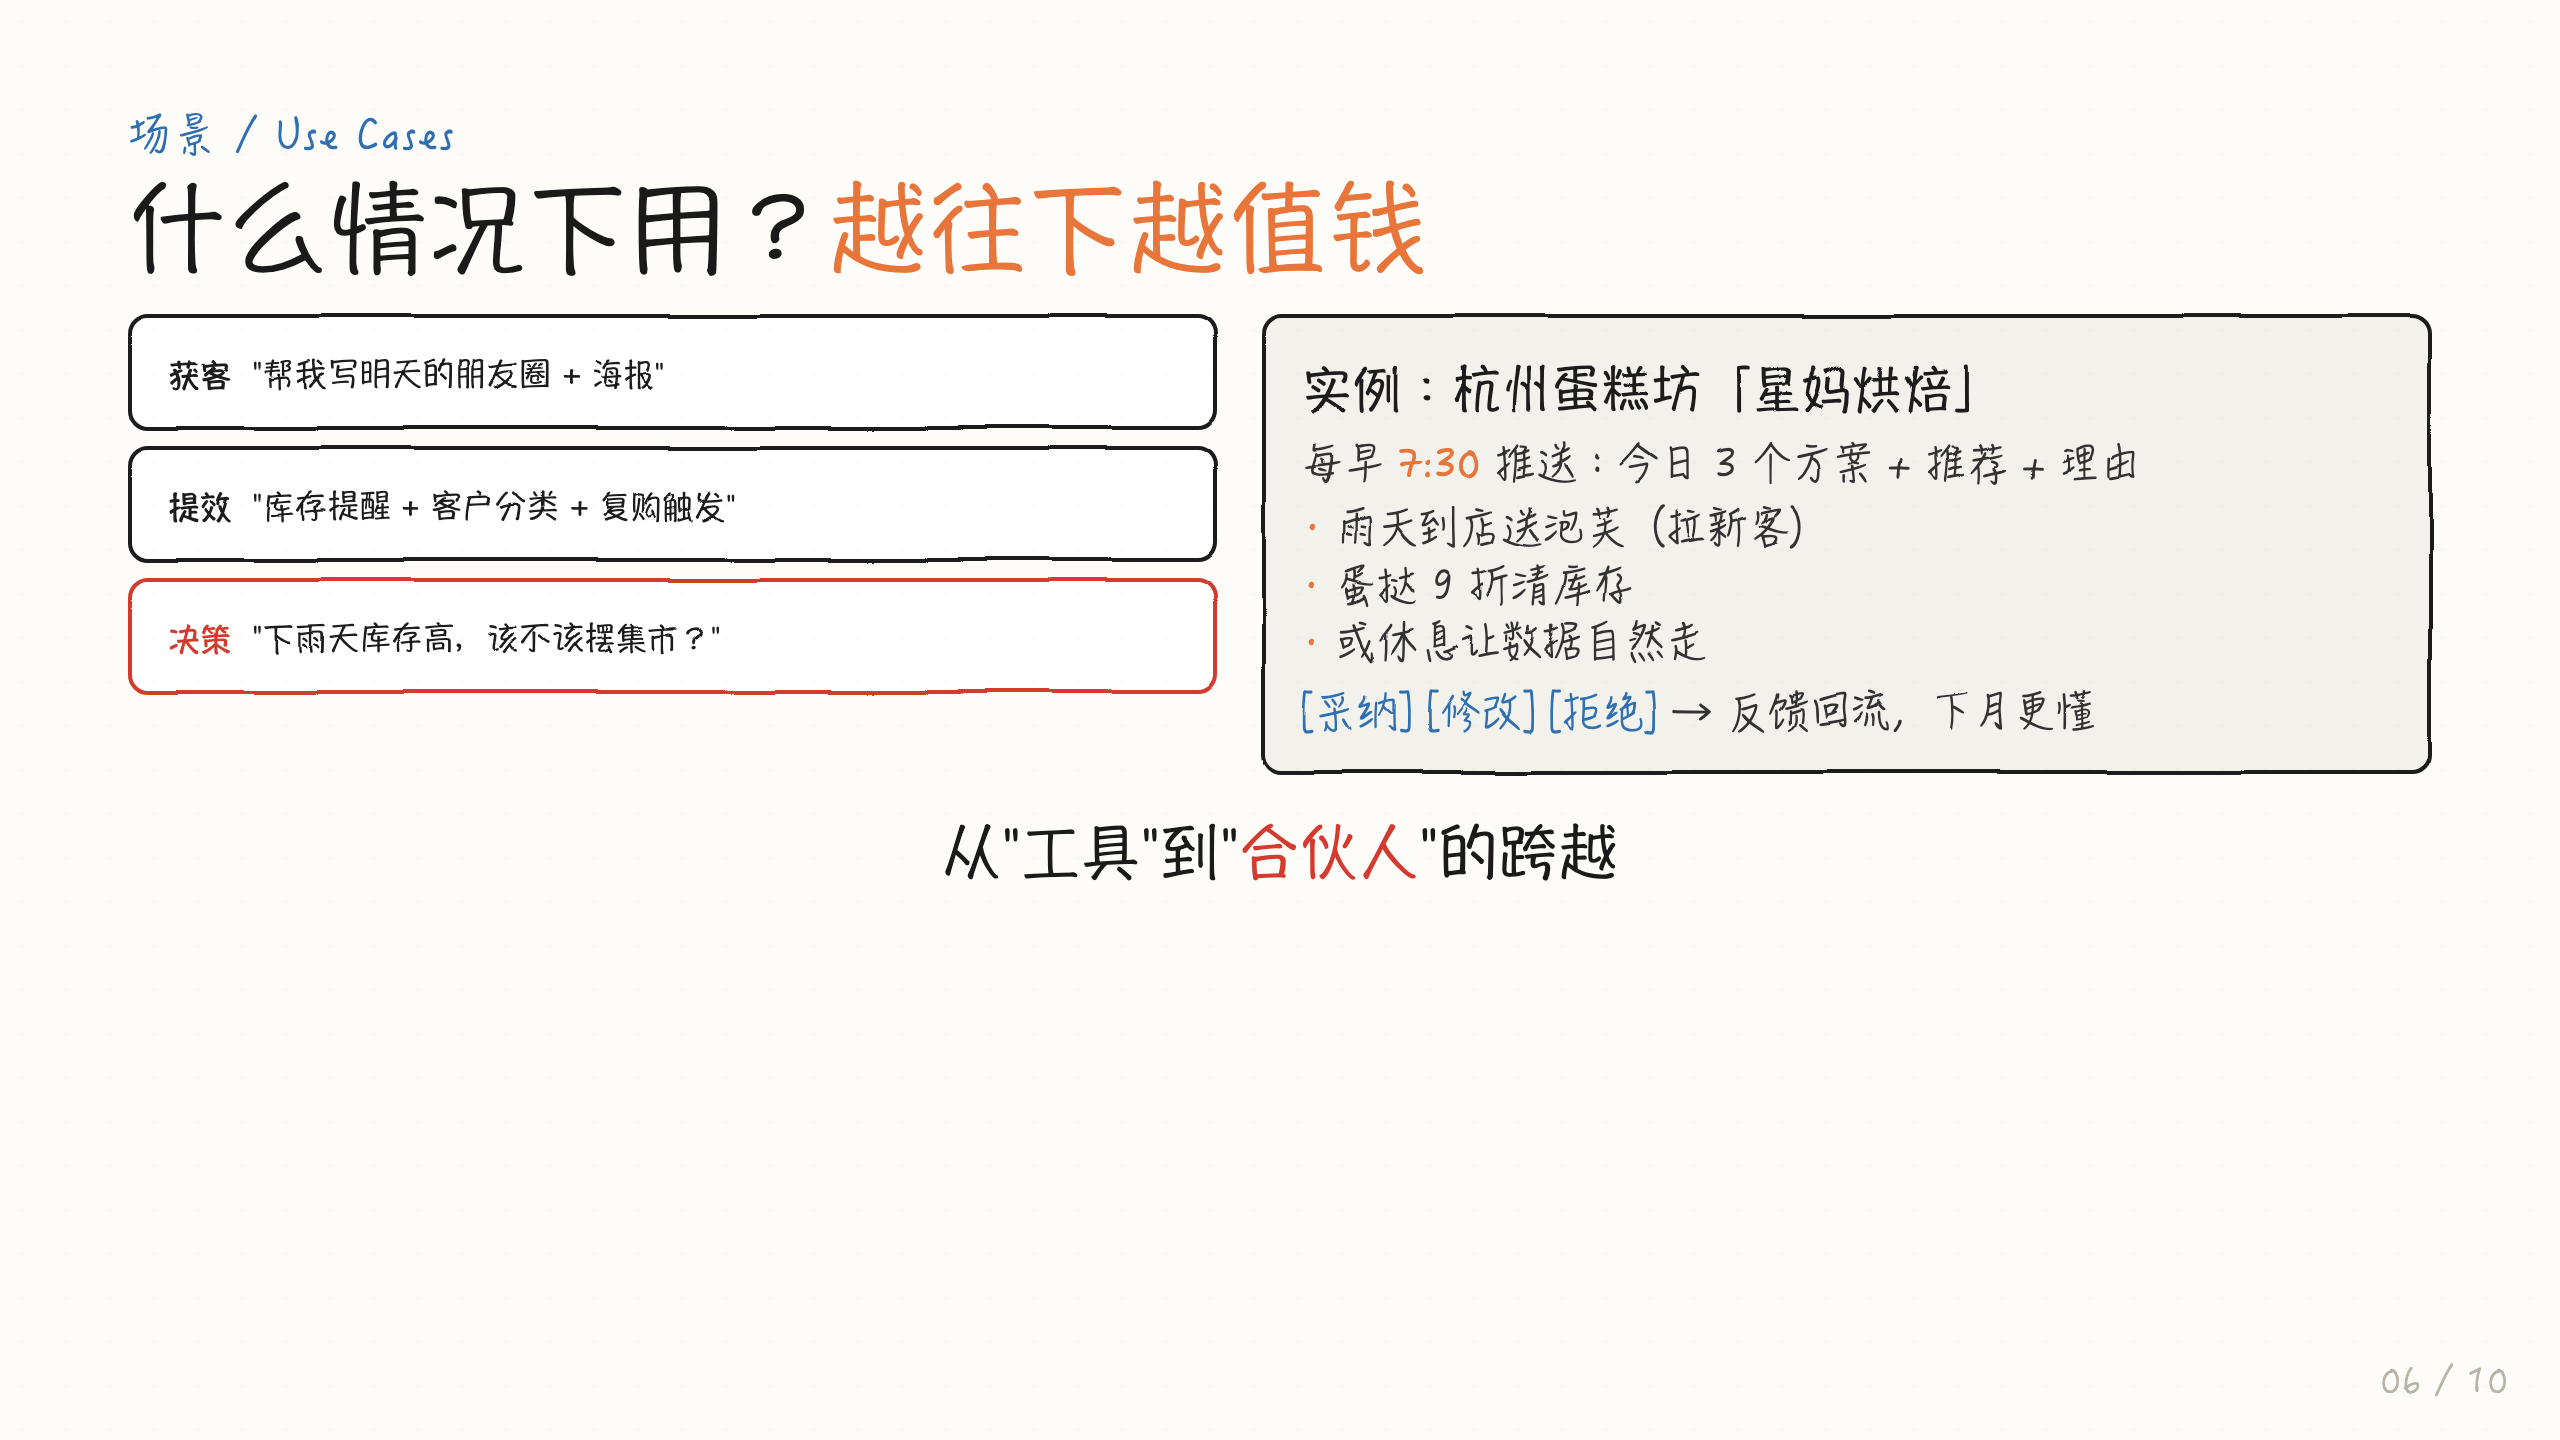 场景 / Use Cases
什么情况下用？越往下越值钱
获客 "帮我写明天的朋友圈 + 海报"
提效 "库存提醒 + 客户分类 + 复购触发"
决策 "下雨天库存高，该不该摆集市？"
实例：杭州蛋糕坊「星妈烘焙」
每早 7:30 推送：今日 3 个方案 + 推荐 + 理由
· 雨天到店送泡芙（拉新客）
· 蛋挞 9 折清库存
· 或休息让数据自然走
[采纳] [修改] [拒绝] → 反馈回流，下月更懂
从"工具"到"合伙人"的跨越
06 / 10